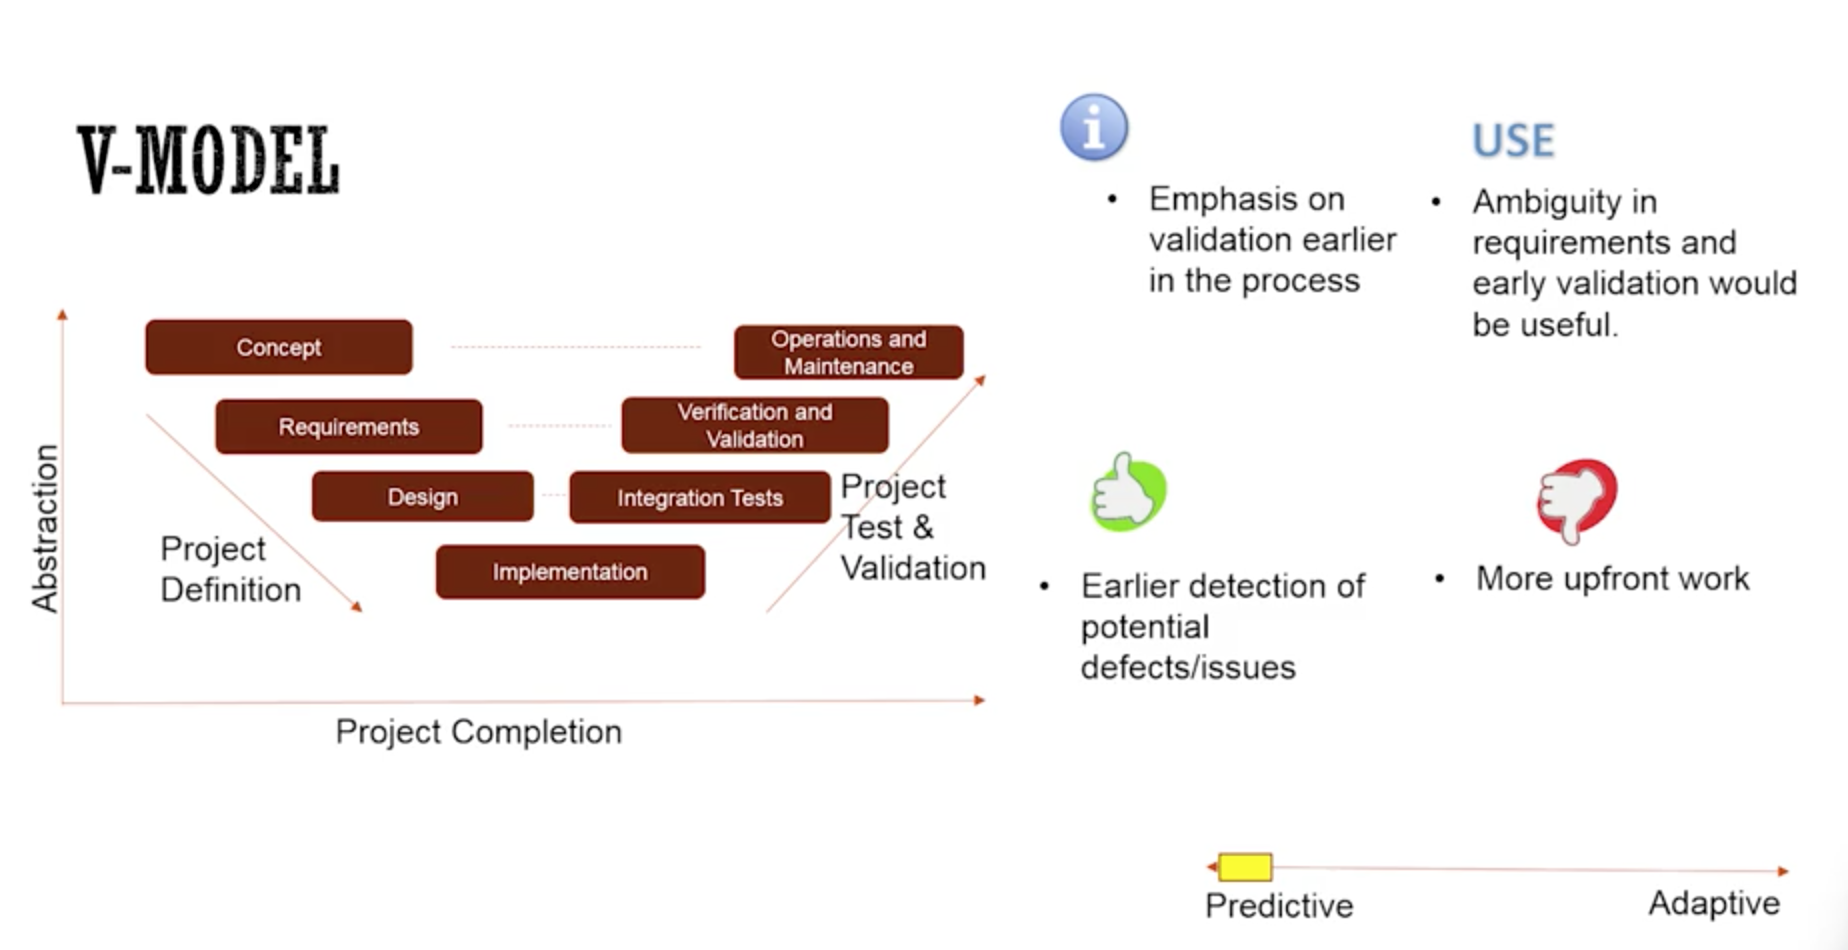 V-MODEL
Concept
Operations and
Maintenance
Requirements
Verification and
Validation
Design
Integration Tests
Implementation
Project
Definition
Project
Test &
Validation
Abstraction
Project Completion
i
• Emphasis on
validation earlier
in the process
USE
• Ambiguity in
requirements and
early validation would
be useful.
• Earlier detection of
potential
defects/issues
• More upfront work
Predictive
Adaptive